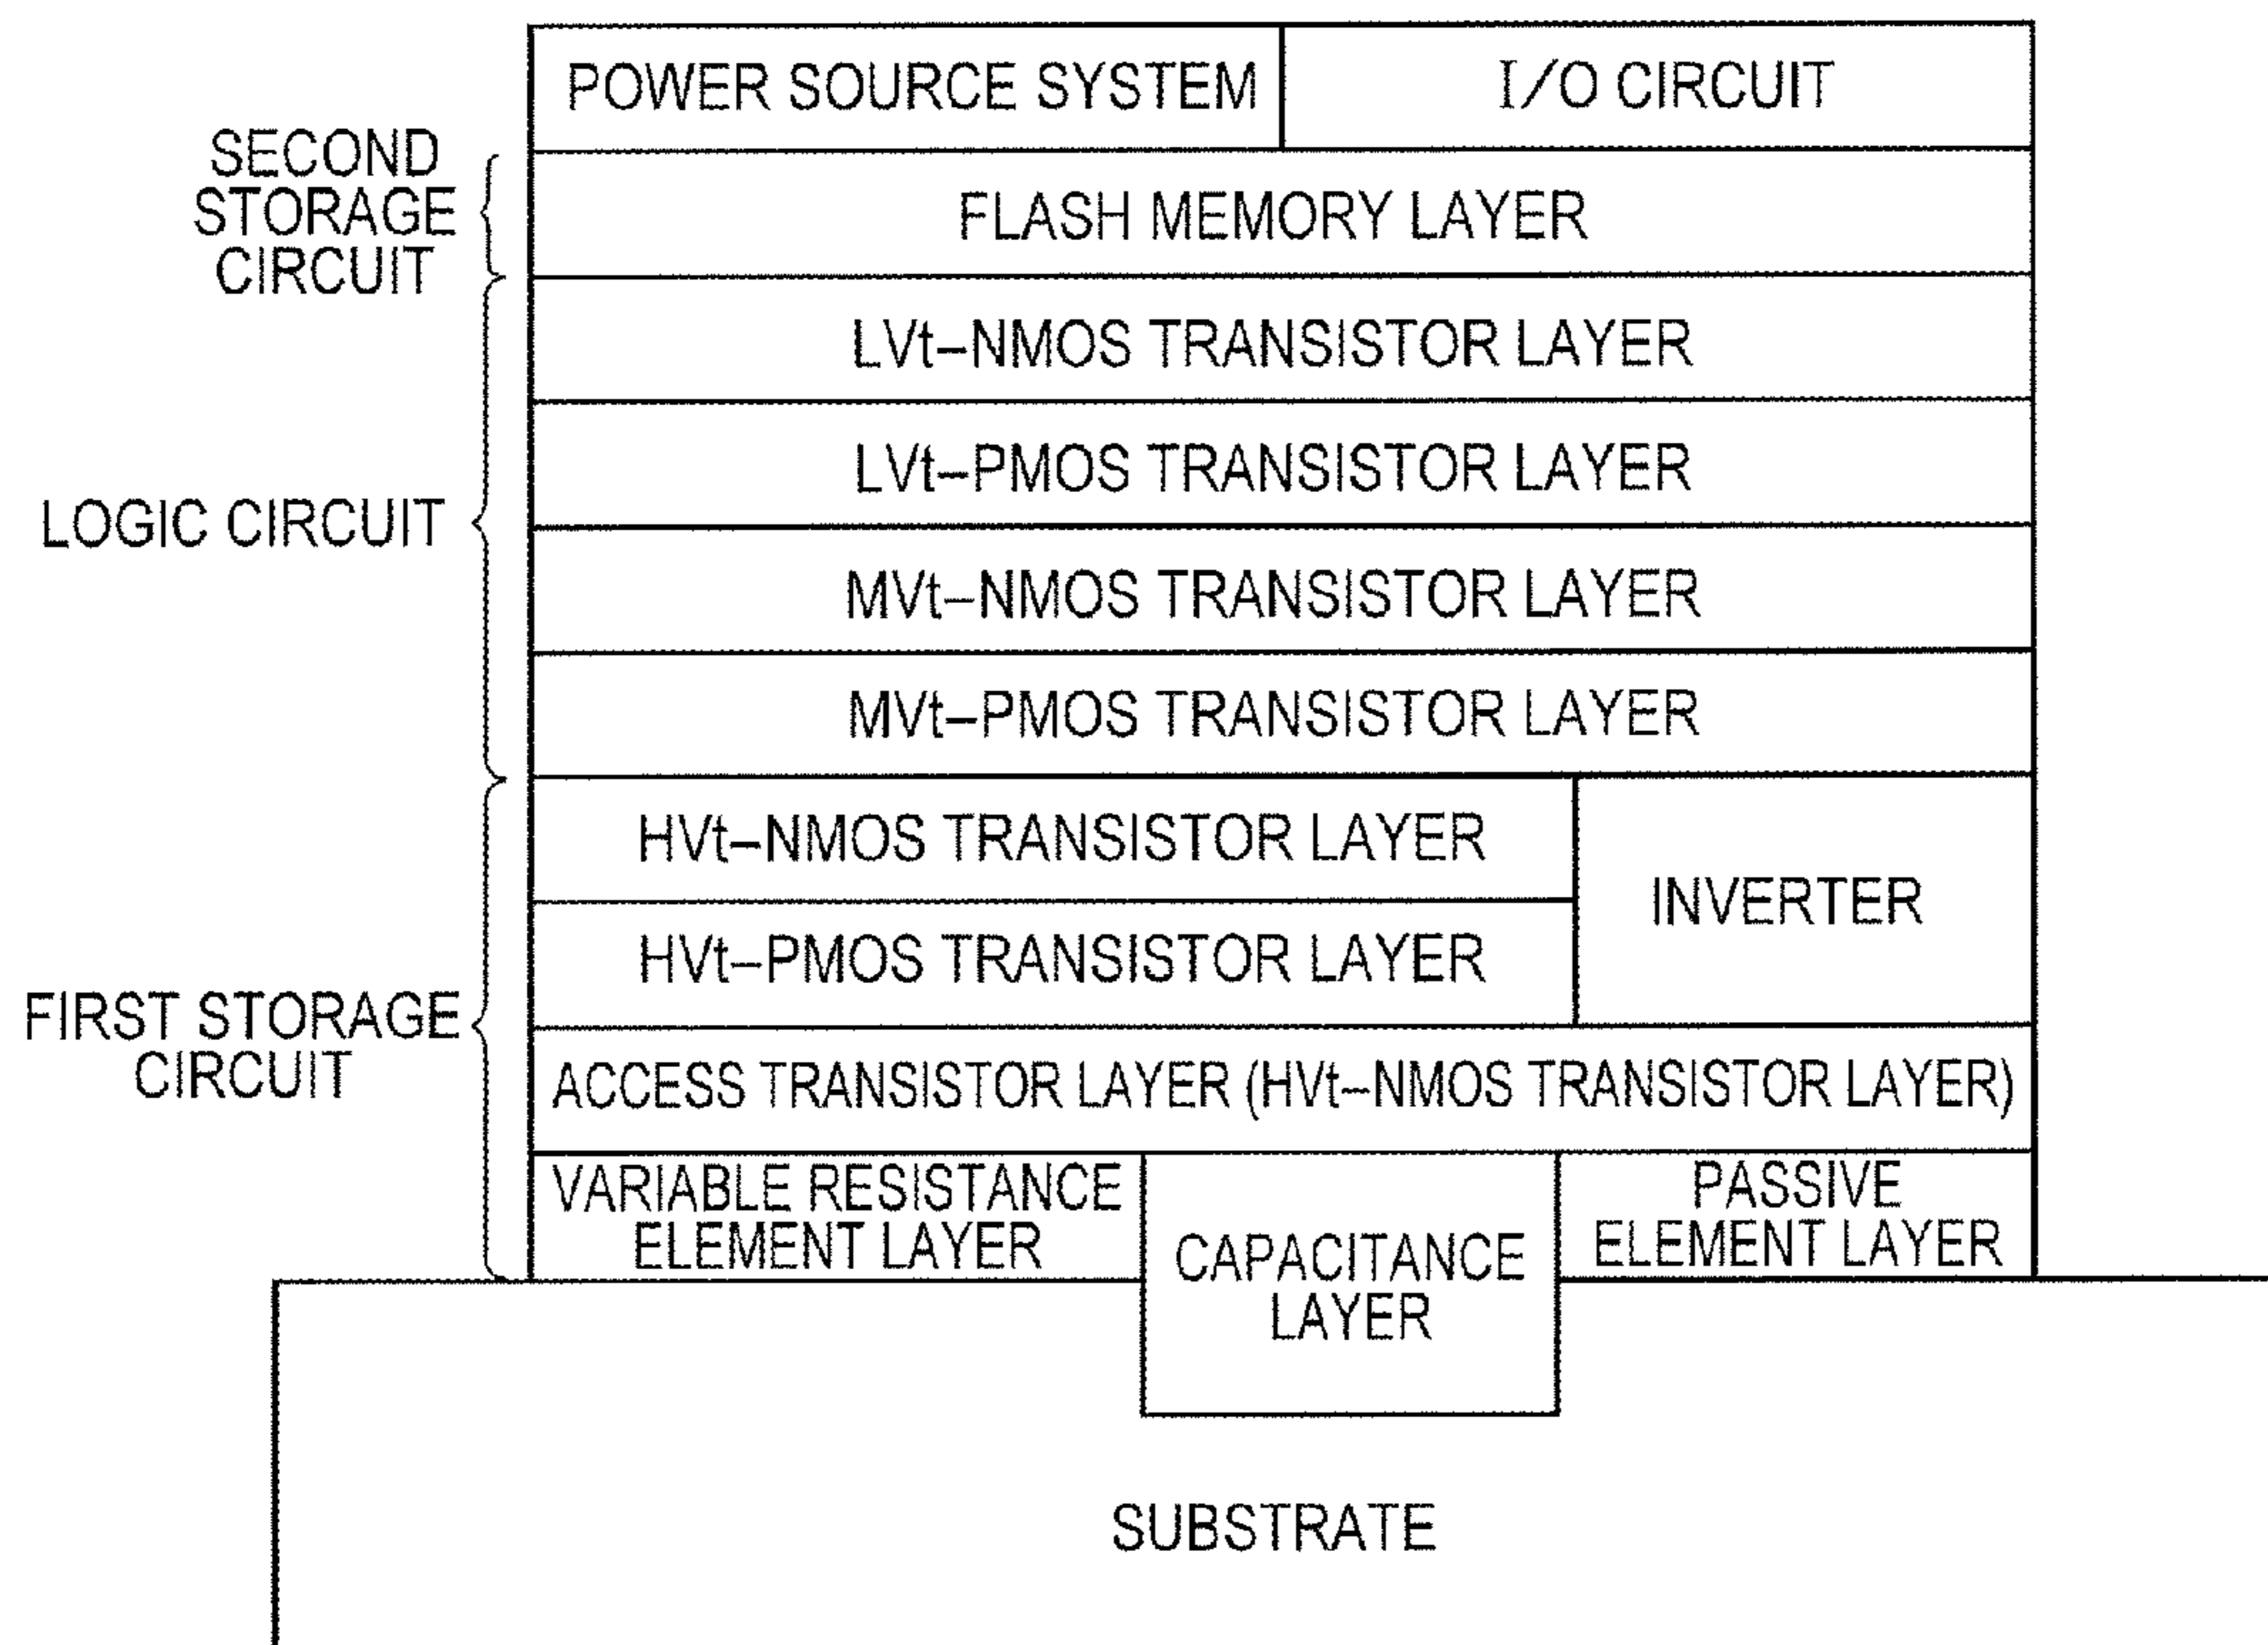 POWER SOURCE SYSTEM
I/O CIRCUIT
SECOND
STORAGE
CIRCUIT
FLASH MEMORY LAYER
LVt-NMOS TRANSISTOR LAYER
LVt-PMOS TRANSISTOR LAYER
LOGIC CIRCUIT
MVt-NMOS TRANSISTOR LAYER
MVt-PMOS TRANSISTOR LAYER
HVt-NMOS TRANSISTOR LAYER
INVERTER
HVt-PMOS TRANSISTOR LAYER
FIRST STORAGE
CIRCUIT
ACCESS TRANSISTOR LAYER (HVt-NMOS TRANSISTOR LAYER)
VARIABLE RESISTANCE
ELEMENT LAYER
CAPACITANCE
LAYER
PASSIVE
ELEMENT LAYER
SUBSTRATE